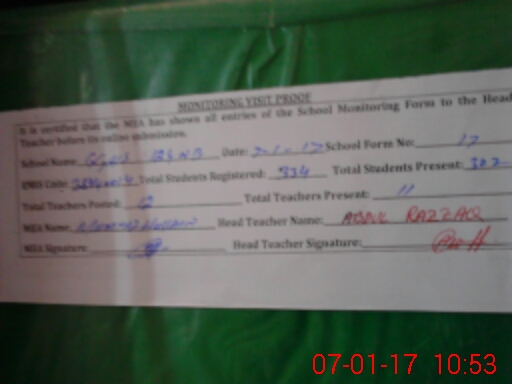 MONITORING VISIT PROOF
It is certified that the MEA has shown all entries of the School Monitoring Form to the Head
Teacher before its online submission.
School Name Date: School Form No: 17
EMIS Code: Total Students Registered: 334 Total Students Present: 302
Total Teachers Posted: 12 Total Teachers Present: 11
MEA Name: Head Teacher Name: ABDUL RAZZAQ
MEA Signature: Head Teacher Signature:
07-01-17 10:53